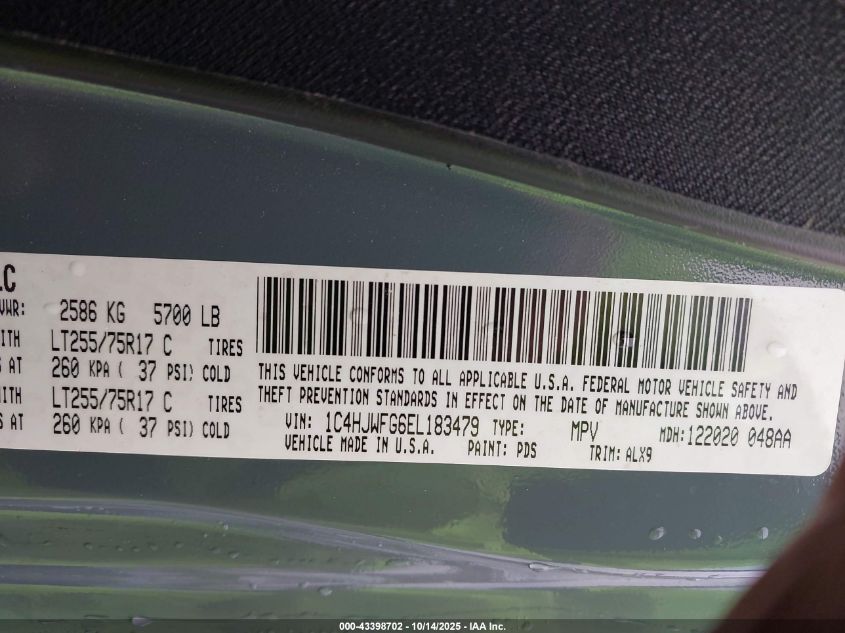 LC
VWR: 2586 KG 5700 LB
ITH LT255/75R17 C TIRES
S AT 260 KPA ( 37 PSI) COLD
ITH LT255/75R17 C TIRES
S AT 260 KPA ( 37 PSI) COLD
THIS VEHICLE CONFORMS TO ALL APPLICABLE U.S.A. FEDERAL MOTOR VEHICLE SAFETY AND
THEFT PREVENTION STANDARDS IN EFFECT ON THE DATE OF MANUFACTURE SHOWN ABOVE.
VIN: 1C4HJWFG6EL183479 TYPE: MPV MDH: 122020 048AA
VEHICLE MADE IN U.S.A. PAINT: PDS TRIM: ALX9
000-43398702 - 10/14/2025 - IAA Inc.